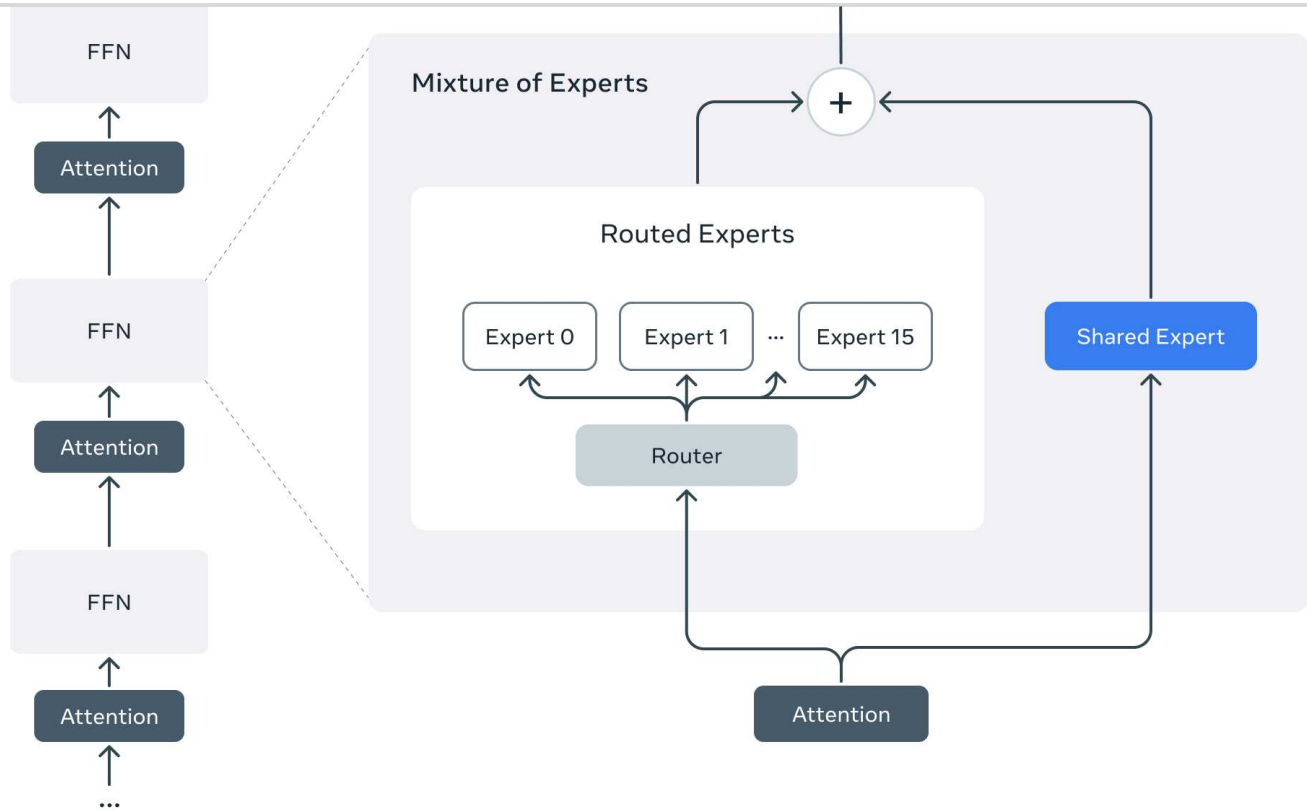 FFN
Attention
FFN
Attention
FFN
Attention
...
Mixture of Experts
+
Routed Experts
Expert 0
Expert 1
...
Expert 15
Router
Shared Expert
Attention